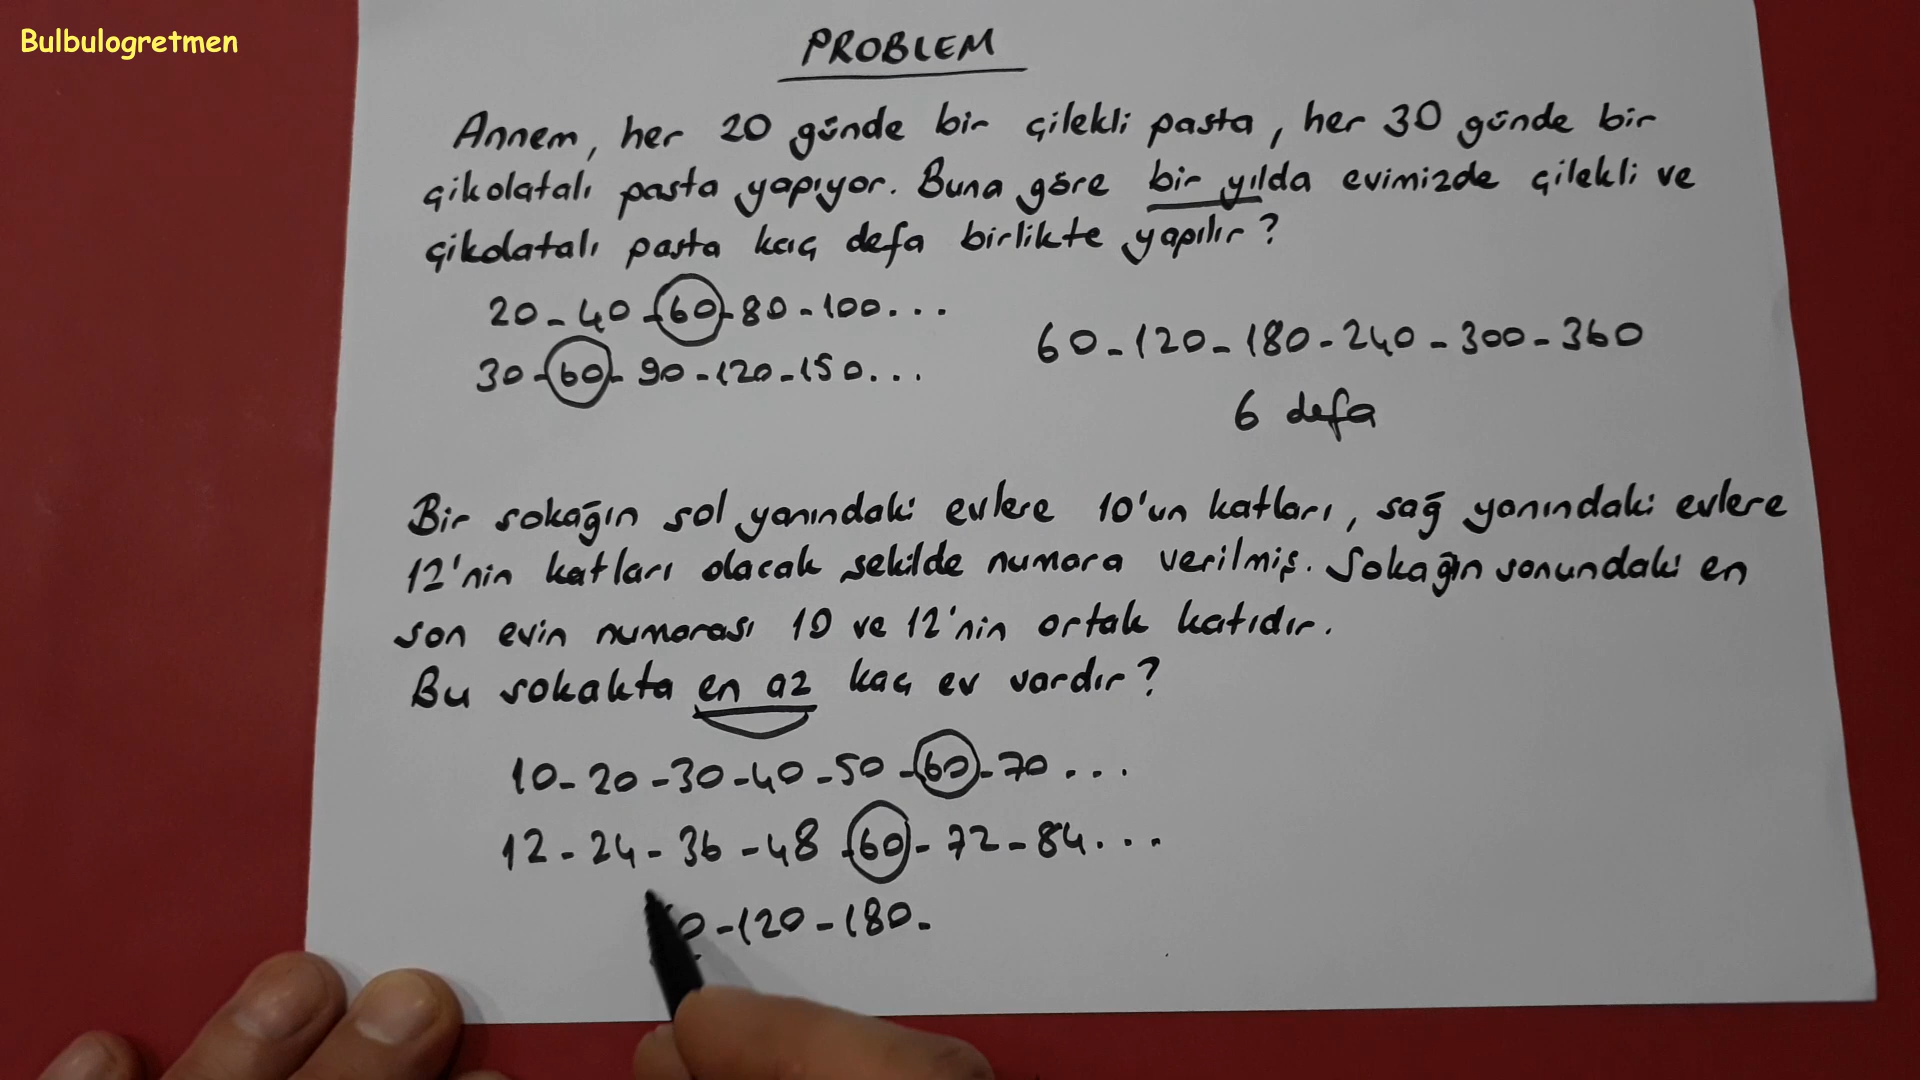 Bulbulogretmen
PROBLEM
Annem, her 20 günde bir çilekli pasta, her 30 günde bir
çikolatalı pasta yapıyor. Buna göre bir yılda evimizde çilekli ve
çikolatalı pasta kaç defa birlikte yapılır?
20-40-60-80-100...
30-60-90-120-150...
60-120-180-240-300-360
6 defa
Bir sokağın sol yanındaki evlere 10'un katları, sağ yanındaki evlere
12'nin katları olacak şekilde numara verilmiş. Sokağın sonundaki en
son evin numarası 10 ve 12'nin ortak katıdır.
Bu sokakta en az kaç ev vardır?
10-20-30-40-50-60-70...
12-24-36-48-60-72-84...
-120-180-